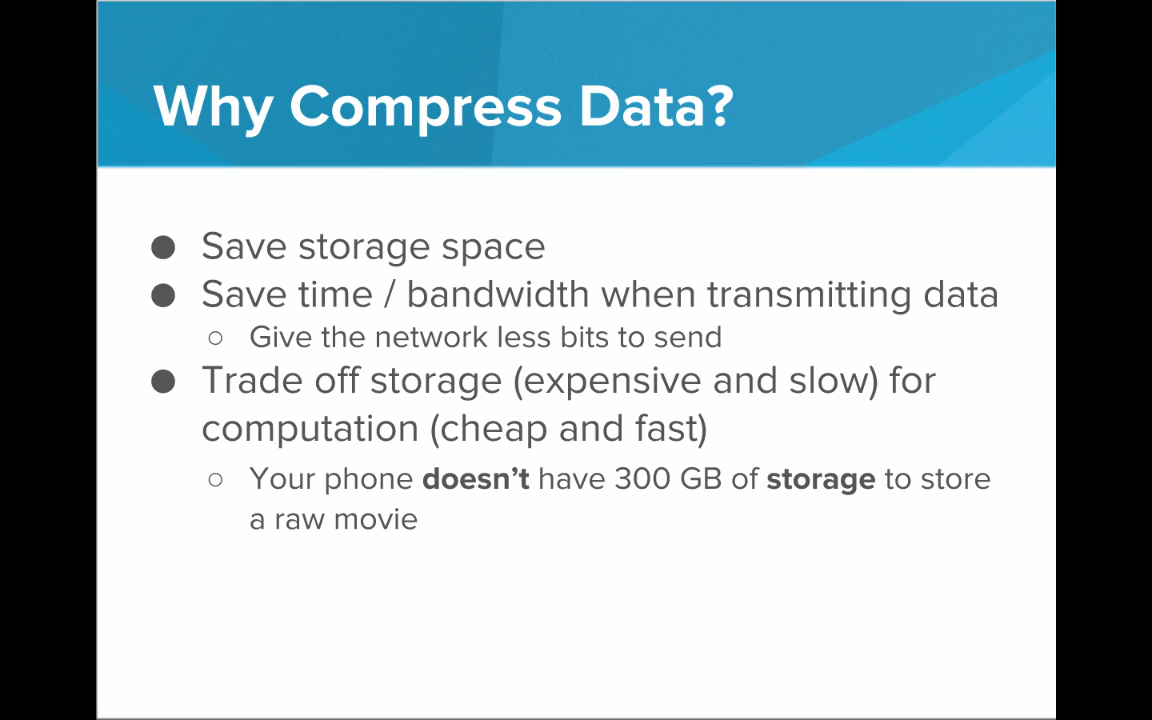 Why Compress Data?
● Save storage space
● Save time / bandwidth when transmitting data
○ Give the network less bits to send
● Trade off storage (expensive and slow) for
computation (cheap and fast)
○ Your phone doesn’t have 300 GB of storage to store
a raw movie